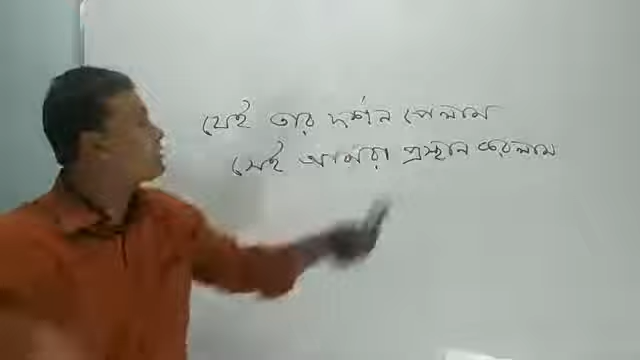 যেই তার দর্শন পেলাম
সেই আমরা প্রস্থান করলাম